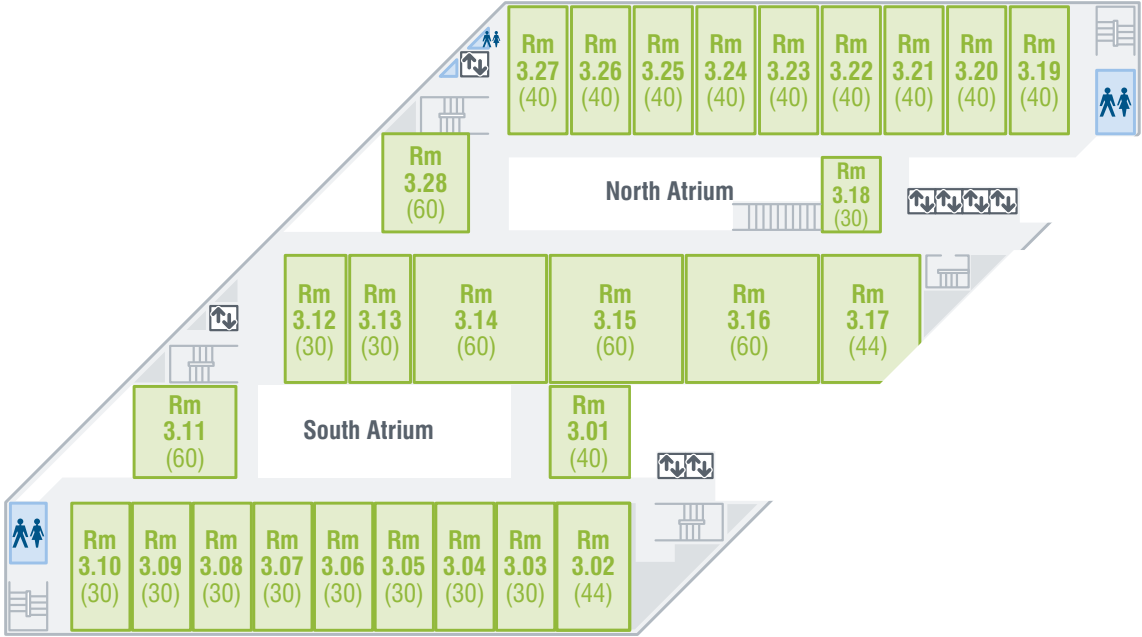 Rm
3.27
(40)
Rm
3.26
(40)
Rm
3.25
(40)
Rm
3.24
(40)
Rm
3.23
(40)
Rm
3.22
(40)
Rm
3.21
(40)
Rm
3.20
(40)
Rm
3.19
(40)
Rm
3.28
(60)
North Atrium
Rm
3.18
(30)
Rm
3.12
(30)
Rm
3.13
(30)
Rm
3.14
(60)
Rm
3.15
(60)
Rm
3.16
(60)
Rm
3.17
(44)
Rm
3.11
(60)
South Atrium
Rm
3.01
(40)
Rm
3.10
(30)
Rm
3.09
(30)
Rm
3.08
(30)
Rm
3.07
(30)
Rm
3.06
(30)
Rm
3.05
(30)
Rm
3.04
(30)
Rm
3.03
(30)
Rm
3.02
(44)